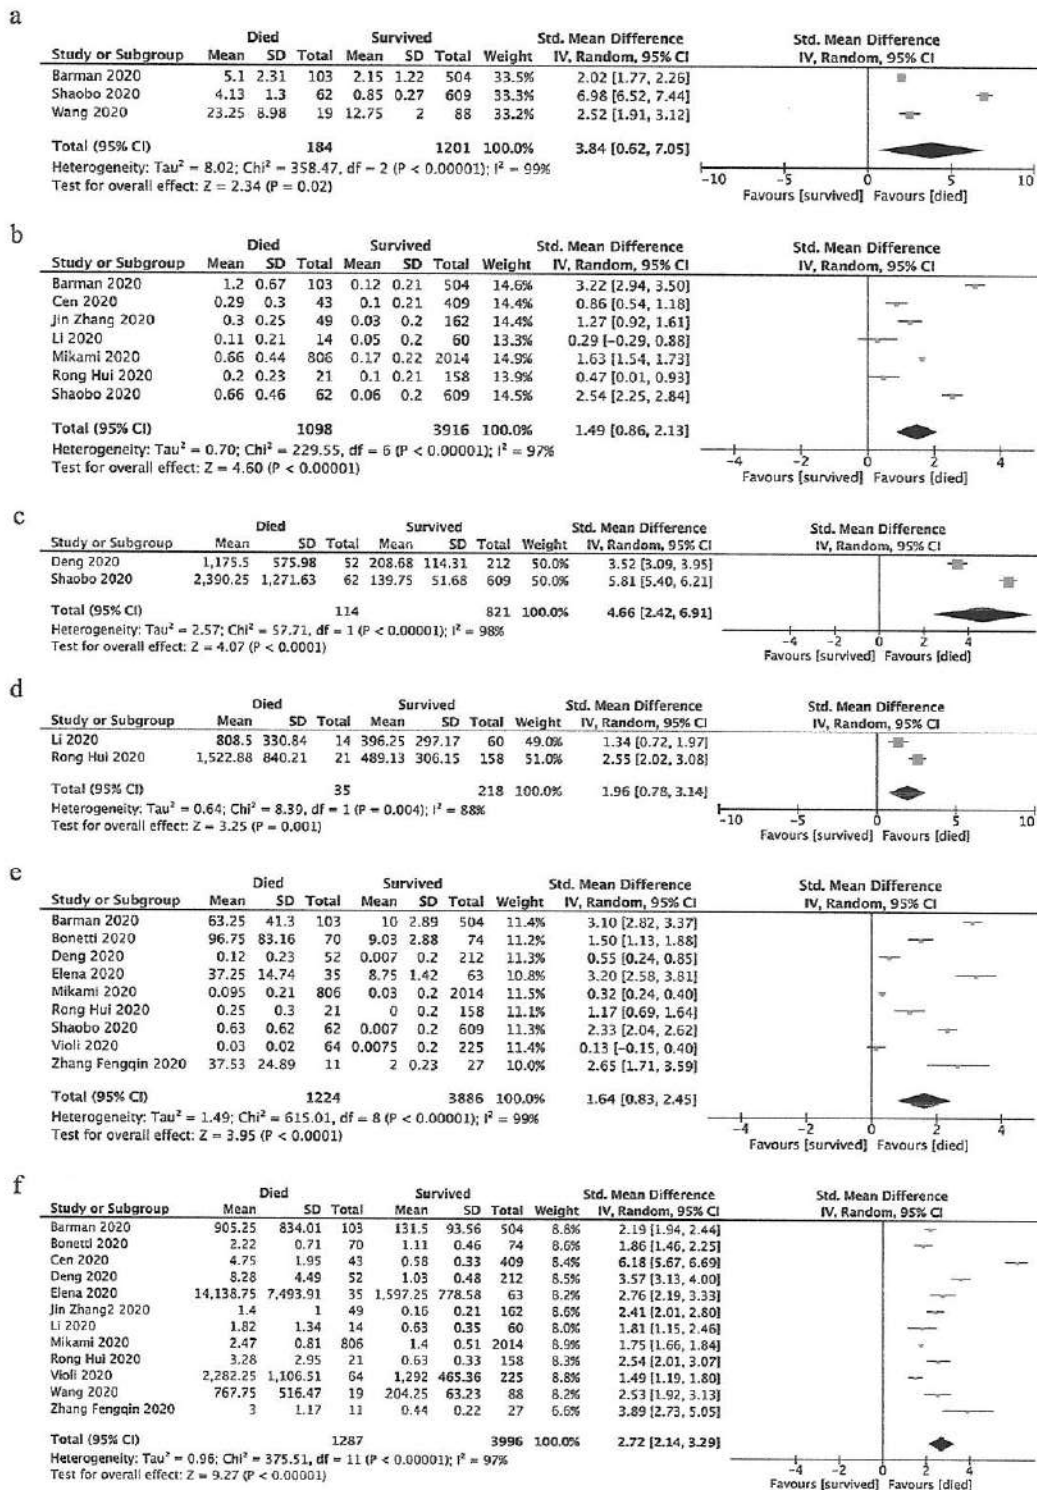 a
Died Survived Std. Mean Difference Std. Mean Difference
Study or Subgroup Mean SD Total Mean SD Total Weight IV, Random, 95% CI IV, Random, 95% CI
Barman 2020 5.1 2.31 103 2.15 1.22 504 33.5% 2.02 [1.77, 2.26]
Shaobo 2020 4.13 1.3 62 0.85 0.27 609 33.3% 6.98 [6.52, 7.44]
Wang 2020 23.25 8.98 19 12.75 2 88 33.2% 2.52 [1.91, 3.12]
Total (95% CI) 184 1201 100.0% 3.84 [0.62, 7.05]
Heterogeneity: Tau² = 8.02; Chi² = 358.47, df = 2 (P < 0.00001); I² = 99%
Test for overall effect: Z = 2.34 (P = 0.02)
-10 -5 0 5 10
Favours [survived] Favours [died]
b
Died Survived Std. Mean Difference Std. Mean Difference
Study or Subgroup Mean SD Total Mean SD Total Weight IV, Random, 95% CI IV, Random, 95% CI
Barman 2020 1.2 0.67 103 0.12 0.21 504 14.6% 3.22 [2.94, 3.50]
Cen 2020 0.29 0.3 43 0.1 0.21 409 14.4% 0.86 [0.54, 1.18]
Jin Zhang 2020 0.3 0.25 49 0.03 0.2 162 14.4% 1.27 [0.92, 1.61]
Li 2020 0.11 0.21 14 0.05 0.2 60 13.3% 0.29 [-0.29, 0.88]
Mikami 2020 0.66 0.44 806 0.17 0.22 2014 14.9% 1.63 [1.54, 1.73]
Rong Hui 2020 0.2 0.23 21 0.1 0.21 158 13.9% 0.47 [0.01, 0.93]
Shaobo 2020 0.66 0.46 62 0.06 0.2 609 14.5% 2.54 [2.25, 2.84]
Total (95% CI) 1098 3916 100.0% 1.49 [0.86, 2.13]
Heterogeneity: Tau² = 0.70; Chi² = 229.55, df = 6 (P < 0.00001); I² = 97%
Test for overall effect: Z = 4.60 (P < 0.00001)
-4 -2 0 2 4
Favours [survived] Favours [died]
c
Died Survived Std. Mean Difference Std. Mean Difference
Study or Subgroup Mean SD Total Mean SD Total Weight IV, Random, 95% CI IV, Random, 95% CI
Deng 2020 1,175.5 575.98 52 208.68 114.31 212 50.0% 3.52 [3.09, 3.95]
Shaobo 2020 2,390.25 1,271.63 62 139.75 51.68 609 50.0% 5.81 [5.40, 6.21]
Total (95% CI) 114 821 100.0% 4.66 [2.42, 6.91]
Heterogeneity: Tau² = 2.57; Chi² = 57.71, df = 1 (P < 0.00001); I² = 98%
Test for overall effect: Z = 4.07 (P < 0.0001)
-4 -2 0 2 4
Favours [survived] Favours [died]
d
Died Survived Std. Mean Difference Std. Mean Difference
Study or Subgroup Mean SD Total Mean SD Total Weight IV, Random, 95% CI IV, Random, 95% CI
Li 2020 808.5 330.84 14 396.25 297.17 60 49.0% 1.34 [0.72, 1.97]
Rong Hui 2020 1,522.88 840.21 21 489.13 306.15 158 51.0% 2.55 [2.02, 3.08]
Total (95% CI) 35 218 100.0% 1.96 [0.78, 3.14]
Heterogeneity: Tau² = 0.64; Chi² = 8.39, df = 1 (P = 0.004); I² = 88%
Test for overall effect: Z = 3.25 (P = 0.001)
-10 -5 0 5 10
Favours [survived] Favours [died]
e
Died Survived Std. Mean Difference Std. Mean Difference
Study or Subgroup Mean SD Total Mean SD Total Weight IV, Random, 95% CI IV, Random, 95% CI
Barman 2020 63.25 41.3 103 10 2.89 504 11.4% 3.10 [2.82, 3.37]
Bonetti 2020 96.75 83.16 70 9.03 2.88 74 11.2% 1.50 [1.13, 1.88]
Deng 2020 0.12 0.23 52 0.007 0.2 212 11.3% 0.55 [0.24, 0.85]
Elena 2020 37.25 14.74 35 8.75 1.42 63 10.8% 3.20 [2.58, 3.81]
Mikami 2020 0.095 0.21 806 0.03 0.2 2014 11.5% 0.32 [0.24, 0.40]
Rong Hui 2020 0.25 0.3 21 0 0.2 158 11.1% 1.17 [0.69, 1.64]
Shaobo 2020 0.63 0.62 62 0.007 0.2 609 11.3% 2.33 [2.04, 2.62]
Violi 2020 0.03 0.02 64 0.0075 0.2 225 11.4% 0.13 [-0.15, 0.40]
Zhang Fengqin 2020 37.53 24.89 11 2 0.23 27 10.0% 2.65 [1.71, 3.59]
Total (95% CI) 1224 3886 100.0% 1.64 [0.83, 2.45]
Heterogeneity: Tau² = 1.49; Chi² = 615.01, df = 8 (P < 0.00001); I² = 99%
Test for overall effect: Z = 3.95 (P < 0.0001)
-4 -2 0 2 4
Favours [survived] Favours [died]
f
Died Survived Std. Mean Difference Std. Mean Difference
Study or Subgroup Mean SD Total Mean SD Total Weight IV, Random, 95% CI IV, Random, 95% CI
Barman 2020 905.25 834.01 103 131.5 93.56 504 8.8% 2.19 [1.94, 2.44]
Bonetti 2020 2.22 0.71 70 1.11 0.46 74 8.6% 1.86 [1.46, 2.25]
Cen 2020 4.75 1.95 43 0.58 0.33 409 8.4% 6.18 [5.67, 6.69]
Deng 2020 8.28 4.49 52 1.03 0.48 212 8.6% 3.57 [3.13, 4.00]
Elena 2020 14,138.75 7,493.91 35 1,597.25 778.58 63 8.2% 2.76 [2.19, 3.33]
Jin Zhang2 2020 1.4 1 49 0.16 0.21 162 8.6% 2.41 [2.01, 2.80]
Li 2020 1.82 1.34 14 0.63 0.35 60 8.0% 1.81 [1.15, 2.46]
Mikami 2020 2.47 0.81 806 1.4 0.51 2014 8.9% 1.75 [1.66, 1.84]
Rong Hui 2020 3.28 2.95 21 0.63 0.33 158 8.3% 2.54 [2.01, 3.07]
Violi 2020 2,282.25 1,106.51 64 1,292 465.36 225 8.8% 1.49 [1.19, 1.80]
Wang 2020 767.75 516.47 19 204.25 63.23 88 8.2% 2.53 [1.92, 3.13]
Zhang Fengqin 2020 3 1.17 11 0.44 0.22 27 6.6% 3.89 [2.73, 5.05]
Total (95% CI) 1287 3996 100.0% 2.72 [2.14, 3.29]
Heterogeneity: Tau² = 0.96; Chi² = 375.51, df = 11 (P < 0.00001); I² = 97%
Test for overall effect: Z = 9.27 (P < 0.00001)
-4 -2 0 2 4
Favours [survived] Favours [died]